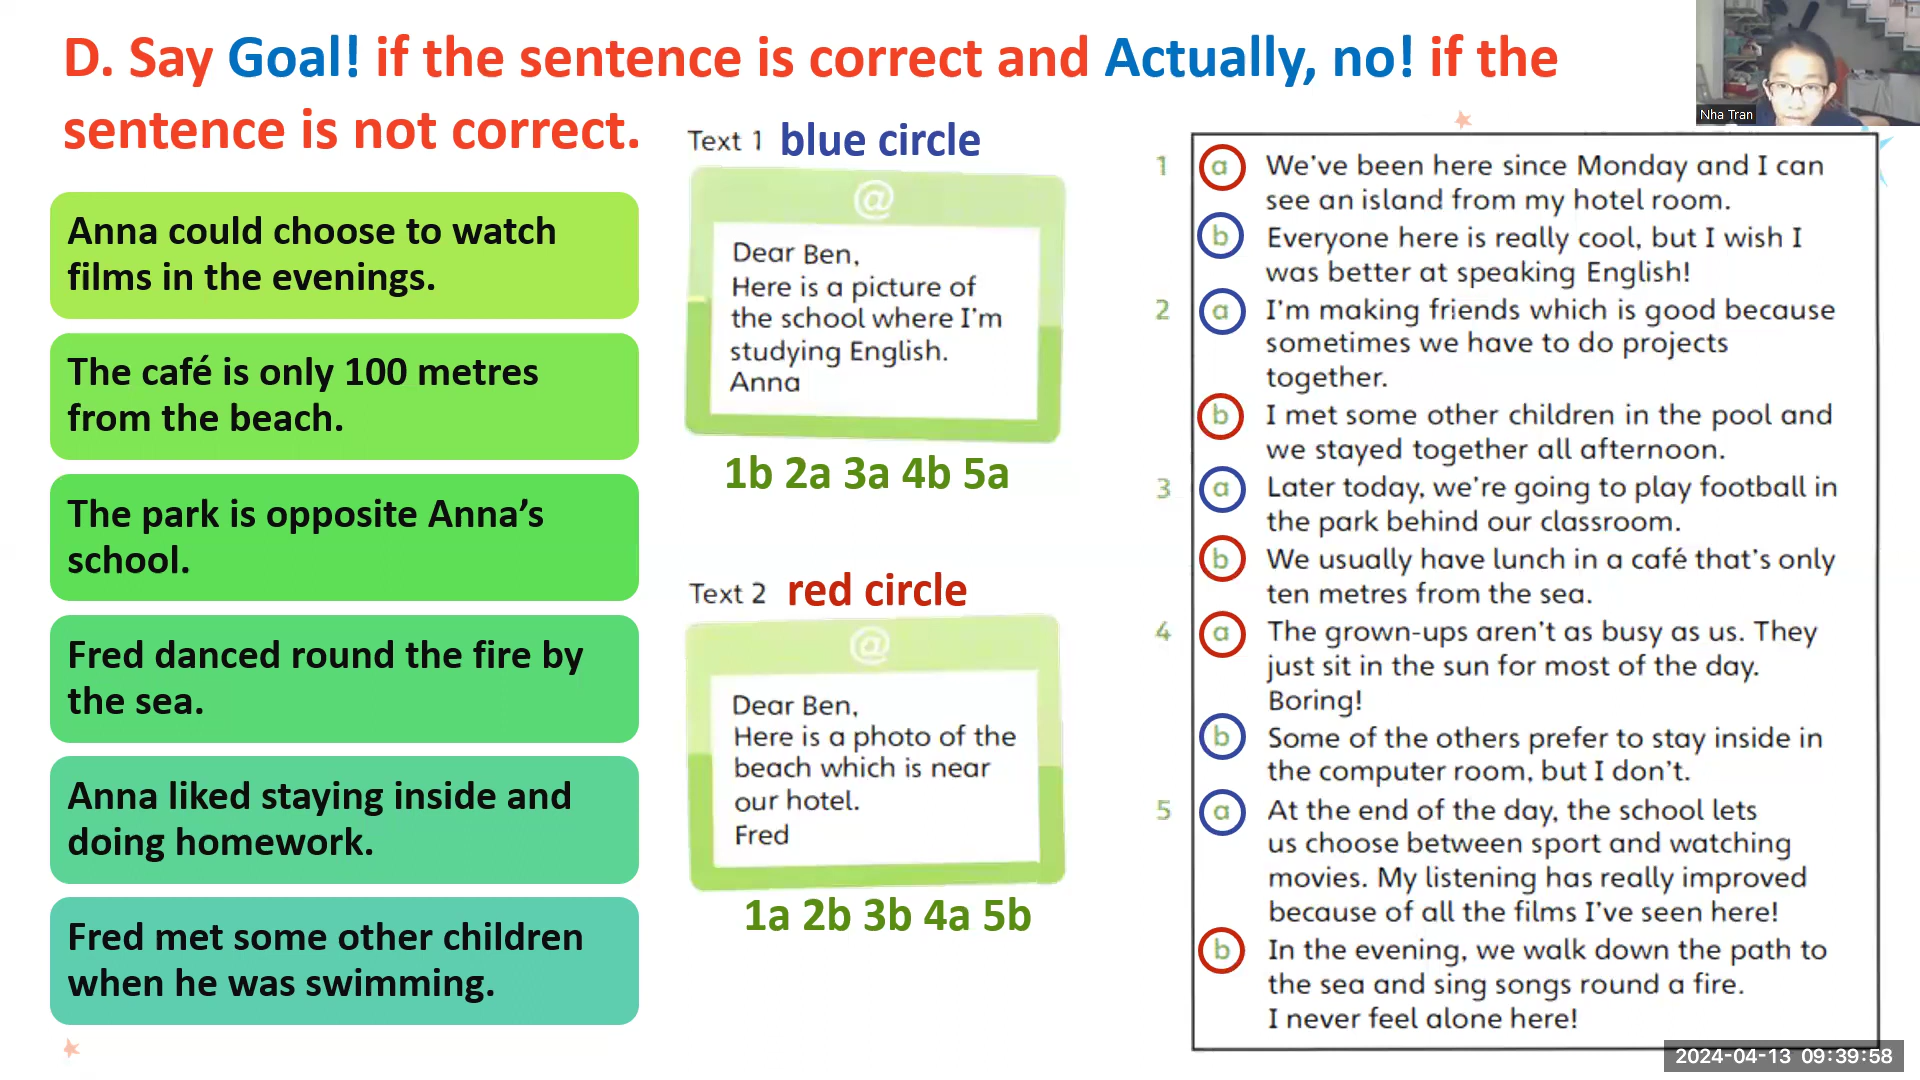 D. Say Goal! if the sentence is correct and Actually, no! if the
sentence is not correct.
Anna could choose to watch
films in the evenings.
The café is only 100 metres
from the beach.
The park is opposite Anna's
school.
Fred danced round the fire by
the sea.
Anna liked staying inside and
doing homework.
Fred met some other children
when he was swimming.
Text 1 blue circle
@
Dear Ben,
Here is a picture of
the school where I'm
studying English.
Anna
1b 2a 3a 4b 5a
Text 2 red circle
@
Dear Ben,
Here is a photo of the
beach which is near
our hotel.
Fred
1a 2b 3b 4a 5b
Nha Tran
1 a We've been here since Monday and I can
see an island from my hotel room.
b Everyone here is really cool, but I wish I
was better at speaking English!
2 a I'm making friends which is good because
sometimes we have to do projects
together.
b I met some other children in the pool and
we stayed together all afternoon.
3 a Later today, we're going to play football in
the park behind our classroom.
b We usually have lunch in a café that's only
ten metres from the sea.
4 a The grown-ups aren't as busy as us. They
just sit in the sun for most of the day.
Boring!
b Some of the others prefer to stay inside in
the computer room, but I don't.
5 a At the end of the day, the school lets
us choose between sport and watching
movies. My listening has really improved
because of all the films I've seen here!
b In the evening, we walk down the path to
the sea and sing songs round a fire.
I never feel alone here!
2024-04-13 09:39:58